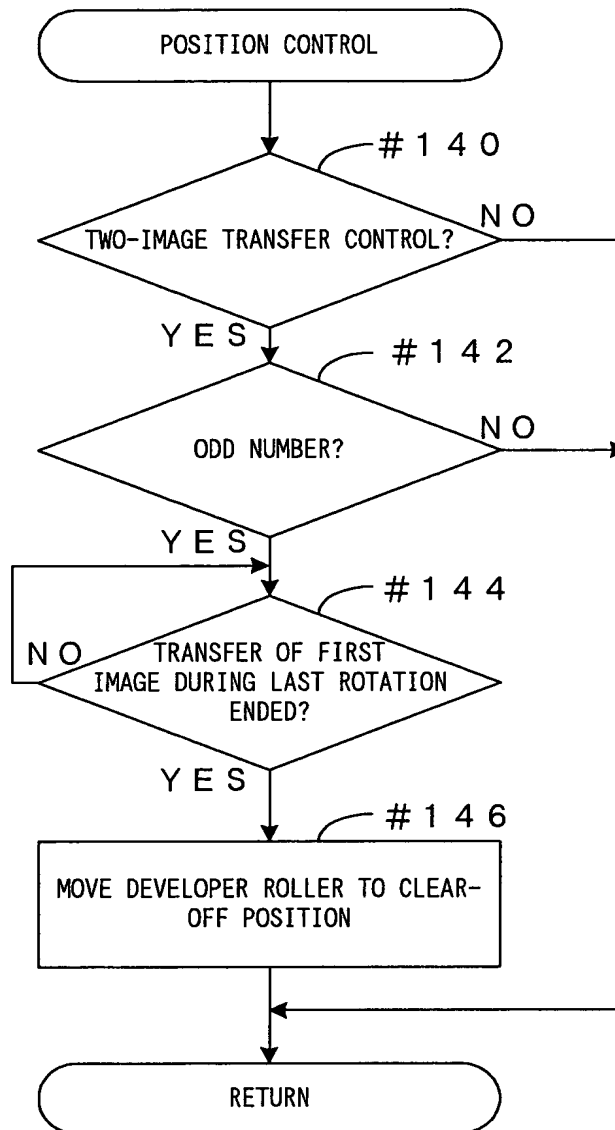 POSITION CONTROL
#140
TWO-IMAGE TRANSFER CONTROL?
NO
YES
#142
ODD NUMBER?
NO
YES
#144
NO
TRANSFER OF FIRST
IMAGE DURING LAST ROTATION
ENDED?
YES
#146
MOVE DEVELOPER ROLLER TO CLEAR-
OFF POSITION
RETURN